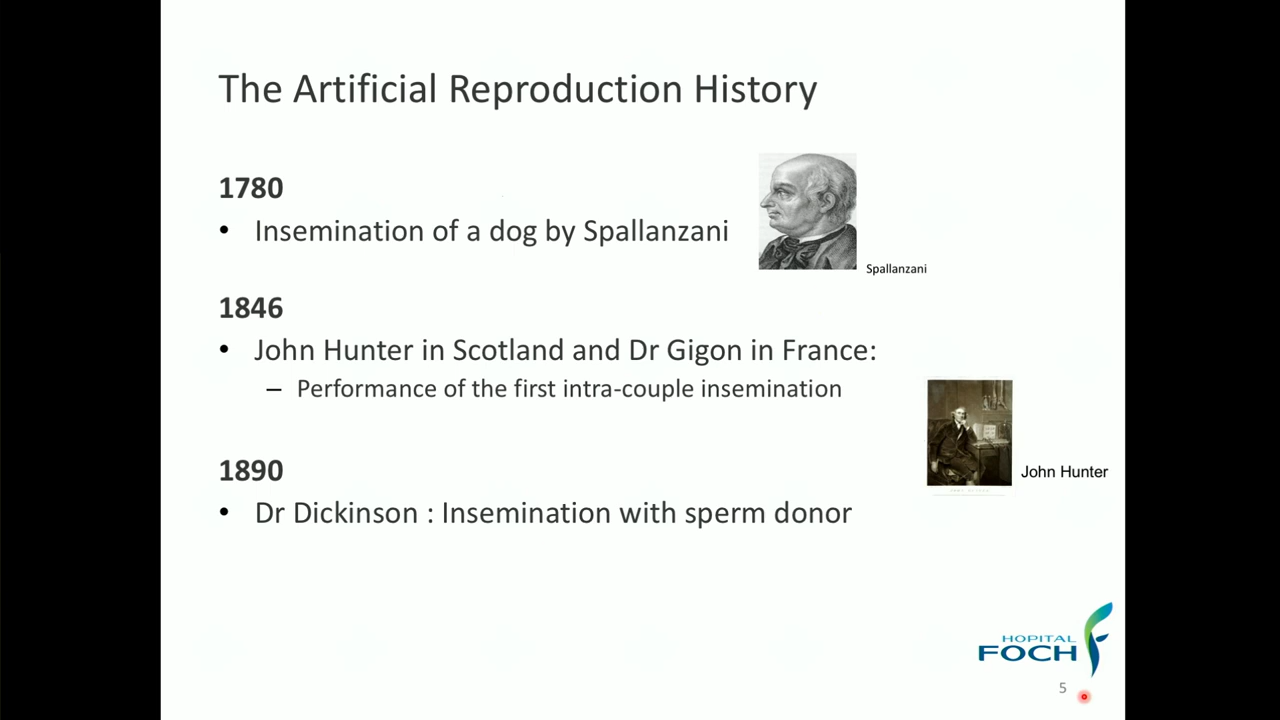 The Artificial Reproduction History
1780
• Insemination of a dog by Spallanzani
Spallanzani
1846
• John Hunter in Scotland and Dr Gigon in France:
– Performance of the first intra-couple insemination
John Hunter
1890
• Dr Dickinson : Insemination with sperm donor
HOPITAL
FOCH
5